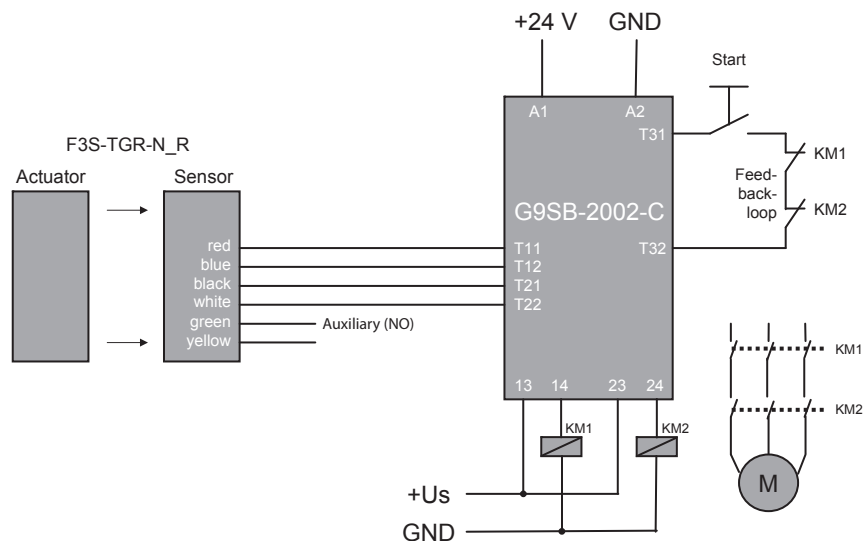 +24 V
GND
Start
A1
A2
T31
F3S-TGR-N_R
Actuator
Sensor
KM1
Feed-
back-
loop
KM2
G9SB-2002-C
red
blue
black
white
green
yellow
T11
T12
T21
T22
T32
Auxiliary (NO)
13
14
23
24
KM1
KM2
KM1
KM2
M
+Us
GND